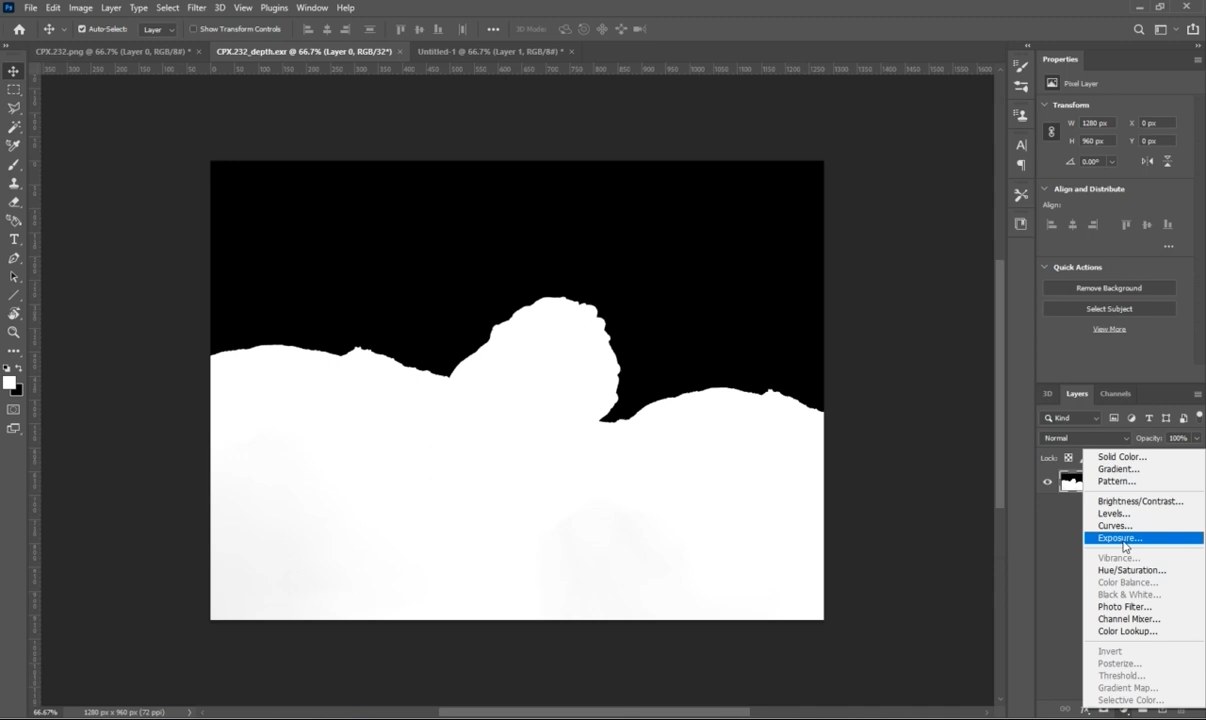 Ps File Edit Image Layer Type Select Filter 3D View Plugins Window Help
Auto-Select: Layer Show Transform Controls 3D Mode:
CPX.232.png @ 66.7% (Layer 0, RGB/8#) * × CPX.232_depth.exr @ 66.7% (Layer 0, RGB/32*) × Untitled-1 @ 66.7% (Layer 1, RGB/8#) * ×
Properties
Pixel Layer
Transform
W 1280 px X 0 px
H 960 px Y 0 px
0.00°
Align and Distribute
Align:
Quick Actions
Remove Background
Select Subject
View More
3D Layers Channels
Kind
Normal Opacity: 100%
Lock:
Solid Color...
Gradient...
Pattern...
Brightness/Contrast...
Levels...
Curves...
Exposure...
Vibrance...
Hue/Saturation...
Color Balance...
Black & White...
Photo Filter...
Channel Mixer...
Color Lookup...
Invert
Posterize...
Threshold...
Gradient Map...
Selective Color...
66.67% 1280 px x 960 px (72 ppi)